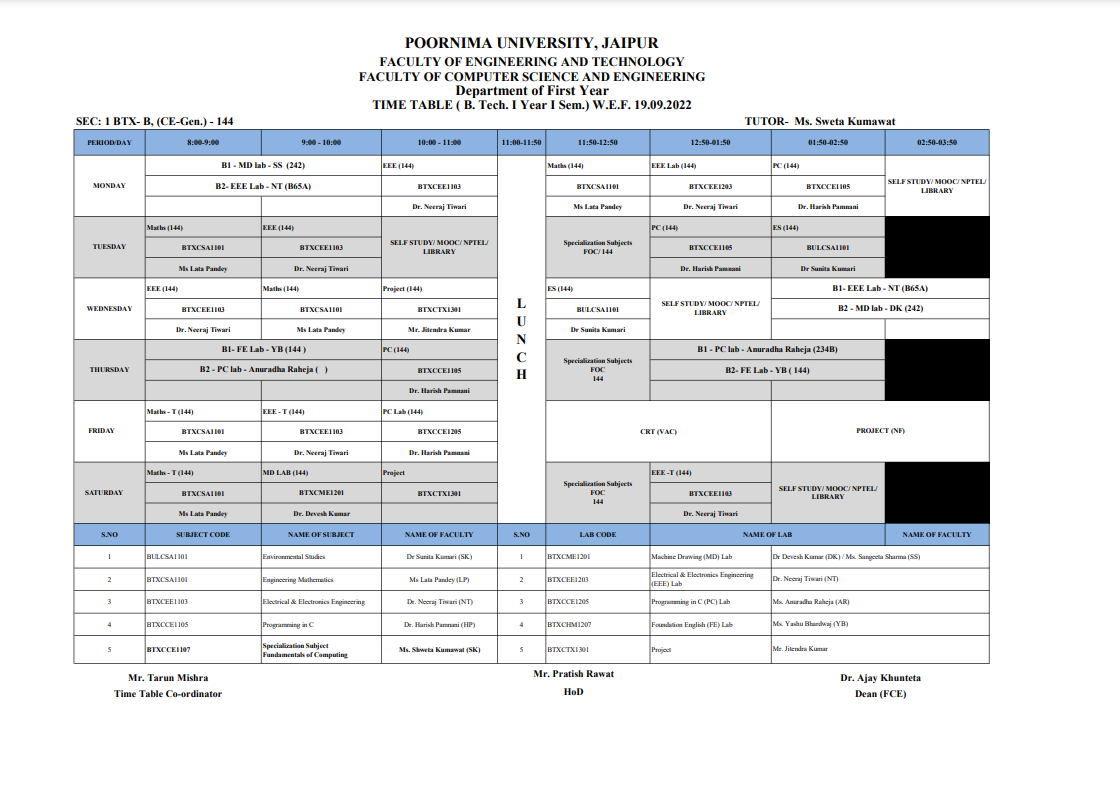 POORNIMA UNIVERSITY, JAIPUR
FACULTY OF ENGINEERING AND TECHNOLOGY
FACULTY OF COMPUTER SCIENCE AND ENGINEERING
Department of First Year
TIME TABLE ( B. Tech. I Year I Sem.) W.E.F. 19.09.2022
SEC: 1 BTX- B, (CE-Gen.) - 144 TUTOR- Ms. Sweta Kumawat
PERIOD/DAY 8:00-9:00 9:00 - 10:00 10:00 - 11:00 11:00-11:50 11:50-12:50 12:50-01:50 01:50-02:50 02:50-03:50
MONDAY
B1 - MD lab - SS (242)
B2- EEE Lab - NT (B65A)
EEE (144)
BTXCEE1103
Dr. Neeraj Tiwari
Maths (144)
BTXCSA1101
Ms Lata Pandey
EEE Lab (144)
BTXCEE1203
Dr. Neeraj Tiwari
PC (144)
BTXCCE1105
Dr. Harish Pamnani
SELF STUDY/ MOOC/ NPTEL/
LIBRARY
TUESDAY
Maths (144)
BTXCSA1101
Ms Lata Pandey
EEE (144)
BTXCEE1103
Dr. Neeraj Tiwari
SELF STUDY/ MOOC/ NPTEL/
LIBRARY
Specialization Subjects
FOC/ 144
PC (144)
BTXCCE1105
Dr. Harish Pamnani
ES (144)
BULCSA1101
Dr Sunita Kumari
WEDNESDAY
EEE (144)
BTXCEE1103
Dr. Neeraj Tiwari
Maths (144)
BTXCSA1101
Ms Lata Pandey
Project (144)
BTXCTX1301
Mr. Jitendra Kumar
L
U
N
C
H
ES (144)
BULCSA1101
Dr Sunita Kumari
SELF STUDY/ MOOC/ NPTEL/
LIBRARY
B1- EEE Lab - NT (B65A)
B2 - MD lab - DK (242)
THURSDAY
B1- FE Lab - YB (144 )
B2 - PC lab - Anuradha Raheja ( )
PC (144)
BTXCCE1105
Dr. Harish Pamnani
Specialization Subjects
FOC
144
B1 - PC lab - Anuradha Raheja (234B)
B2- FE Lab - YB ( 144)
FRIDAY
Maths - T (144)
BTXCSA1101
Ms Lata Pandey
EEE - T (144)
BTXCEE1103
Dr. Neeraj Tiwari
PC Lab (144)
BTXCCE1205
Dr. Harish Pamnani
CRT (VAC)
PROJECT (NF)
SATURDAY
Maths - T (144)
BTXCSA1101
Ms Lata Pandey
MD LAB (144)
BTXCME1201
Dr. Devesh Kumar
Project
BTXCTX1301
Specialization Subjects
FOC
144
EEE -T (144)
BTXCEE1103
Dr. Neeraj Tiwari
SELF STUDY/ MOOC/ NPTEL/
LIBRARY
S.NO SUBJECT CODE NAME OF SUBJECT NAME OF FACULTY S.NO LAB CODE NAME OF LAB NAME OF FACULTY
1 BULCSA1101 Environmental Studies Dr Sunita Kumari (SK) 1 BTXCME1201 Machine Drawing (MD) Lab Dr Devesh Kumar (DK) / Ms. Sangeeta Sharma (SS)
2 BTXCSA1101 Engineering Mathematics Ms Lata Pandey (LP) 2 BTXCEE1203 Electrical & Electronics Engineering
(EEE) Lab Dr. Neeraj Tiwari (NT)
3 BTXCEE1103 Electrical & Electronics Engineering Dr. Neeraj Tiwari (NT) 3 BTXCCE1205 Programming in C (PC) Lab Ms. Anuradha Raheja (AR)
4 BTXCCE1105 Programming in C Dr. Harish Pamnani (HP) 4 BTXCHM1207 Foundation English (FE) Lab Ms. Yashu Bhardwaj (YB)
5 BTXCCE1107 Specialization Subject
Fundamentals of Computing Ms. Shweta Kumawat (SK) 5 BTXCTX1301 Project Mr. Jitendra Kumar
Mr. Tarun Mishra Mr. Pratish Rawat Dr. Ajay Khunteta
Time Table Co-ordinator HoD Dean (FCE)